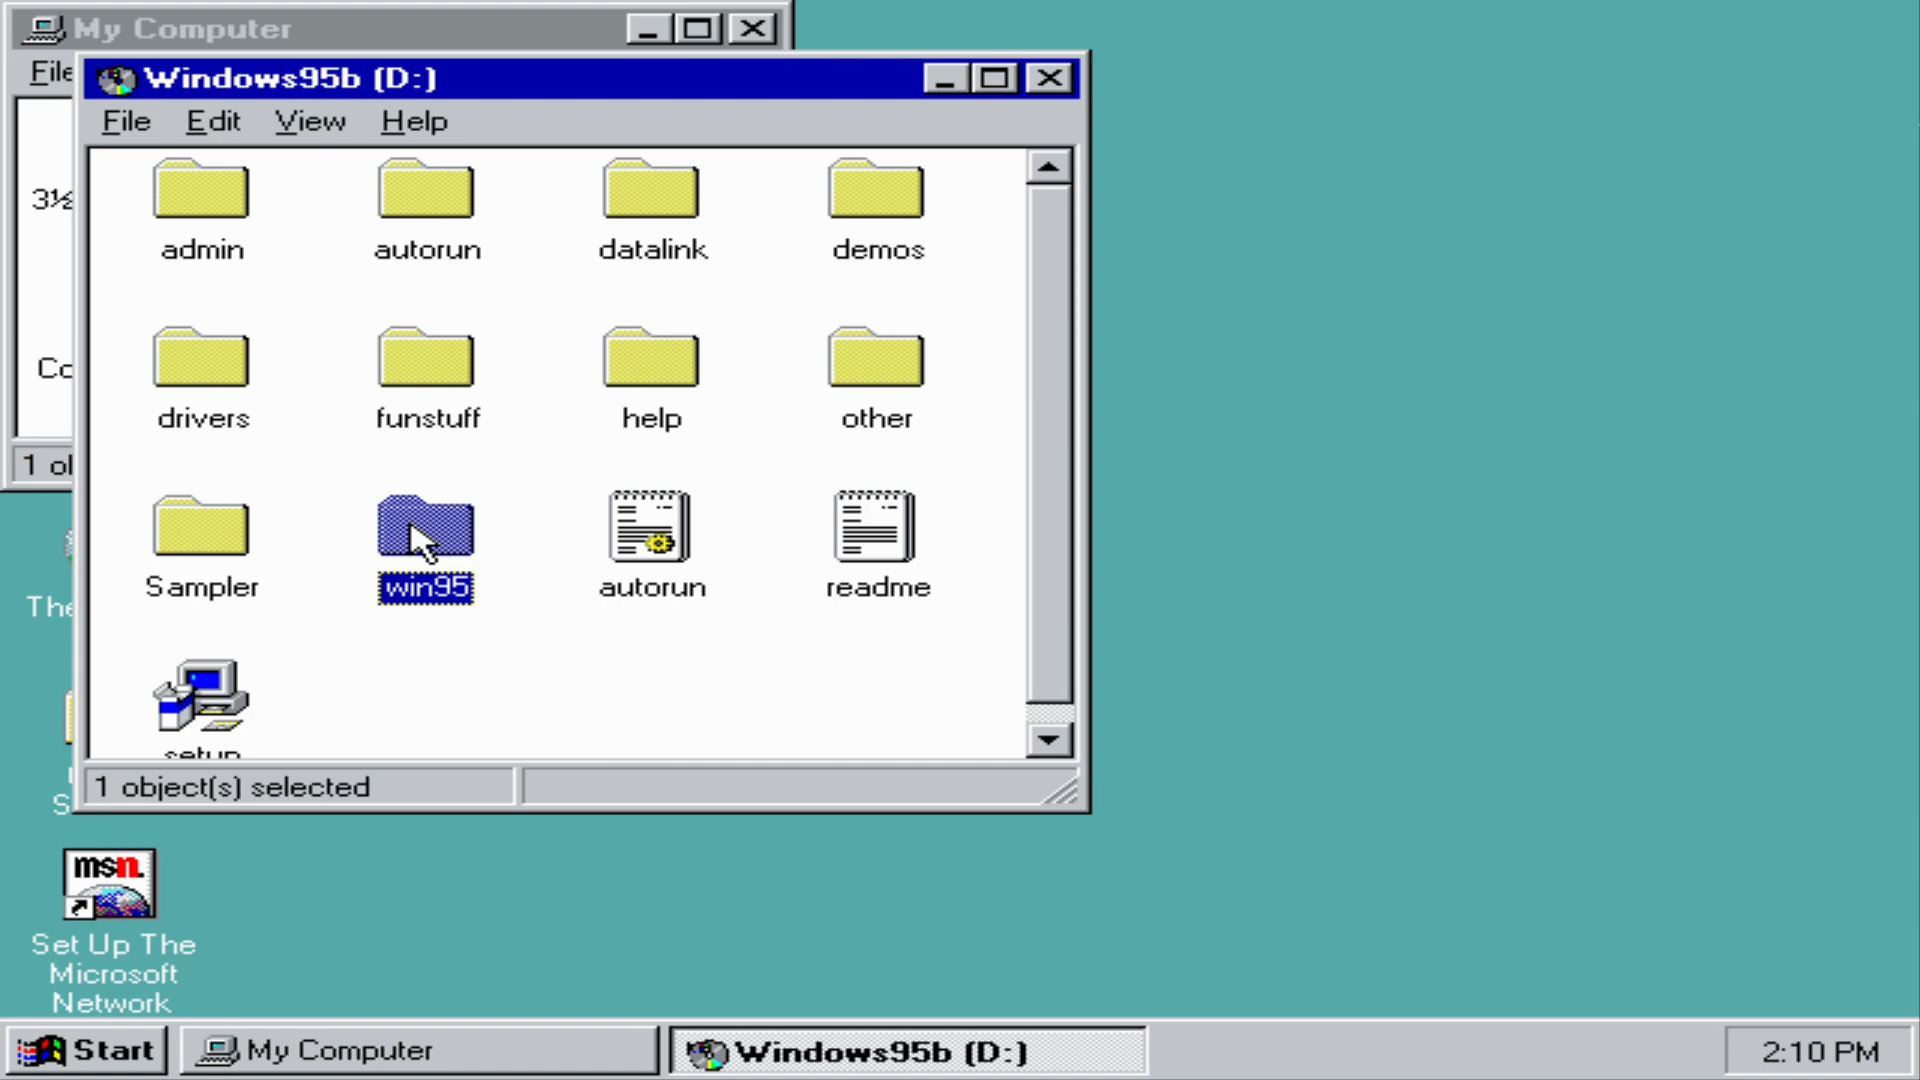 My Computer
File
Windows95b (D:)
File Edit View Help
3½
admin autorun datalink demos
Co
drivers funstuff help other
1 ob
Sampler win95 autorun readme
The
setup
S
1 object(s) selected
msn.
Set Up The
Microsoft
Network
Start My Computer Windows95b (D:) 2:10 PM